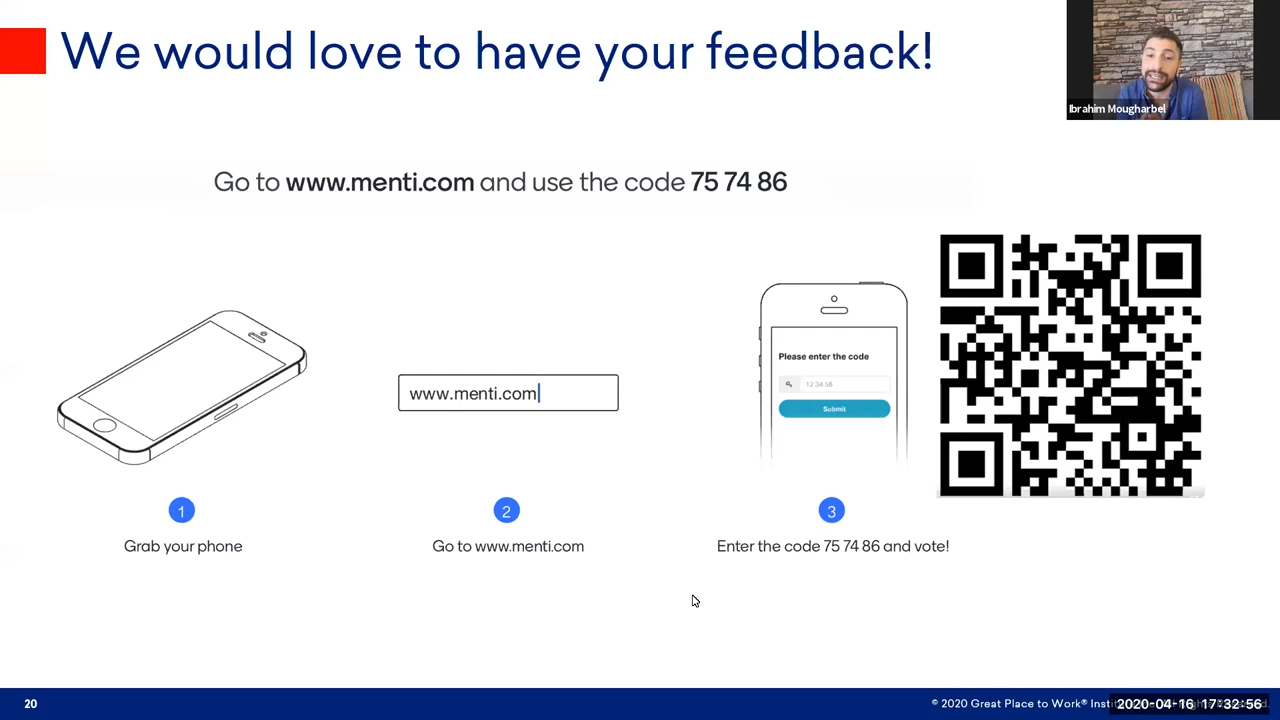 We would love to have your feedback!
Ibrahim Mougharbel
Go to www.menti.com and use the code 75 74 86
www.menti.com
Please enter the code
12 34 56
Submit
1
2
3
Grab your phone
Go to www.menti.com
Enter the code 75 74 86 and vote!
20
© 2020 Great Place to Work®
2020-04-16 17:32:56